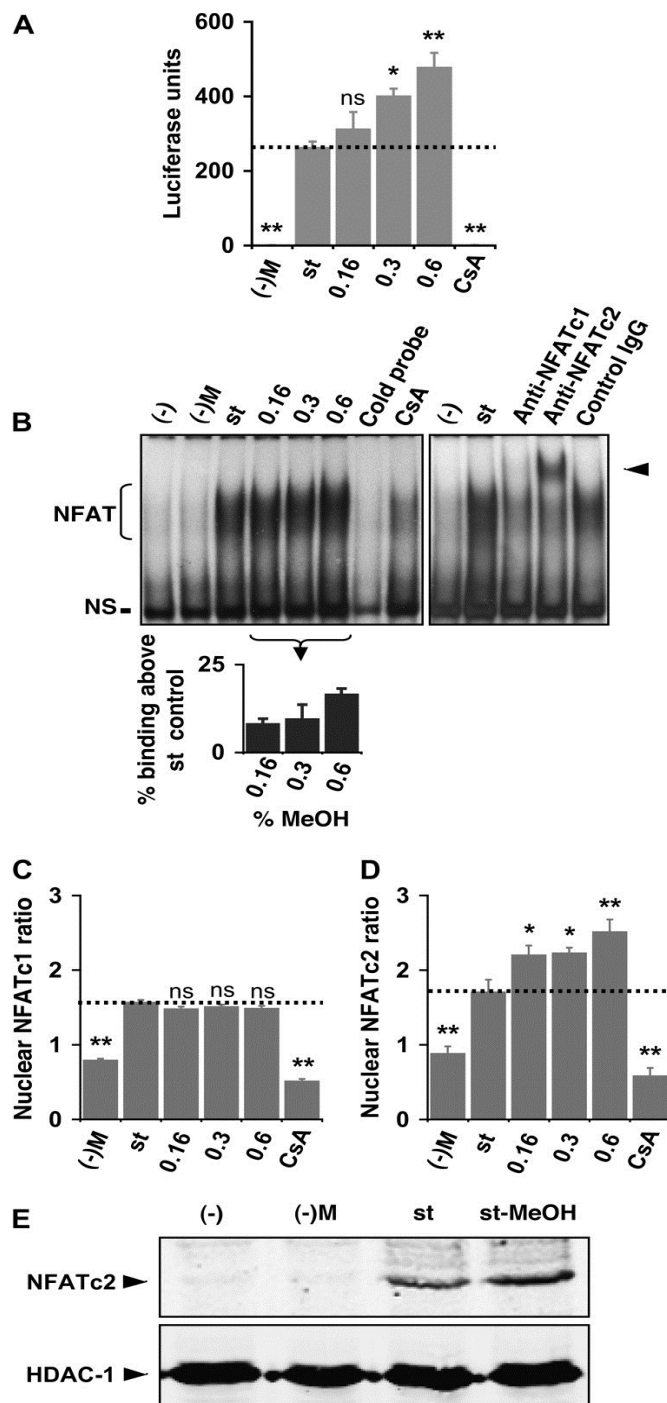 A
Luciferase units
600
400
200
0
** ns * ** **
(-)M st 0.16 0.3 0.6 CsA
B
(-) (-)M st 0.16 0.3 0.6 Cold probe CsA
(-) st Anti-NFATc1 Anti-NFATc2 Control IgG
NFAT
NS
% binding above
st control
25
0
0.16 0.3 0.6
% MeOH
C
Nuclear NFATc1 ratio
3
2
1
0
** ns ns ns **
(-)M st 0.16 0.3 0.6 CsA
D
Nuclear NFATc2 ratio
3
2
1
0
** * * ** **
(-)M st 0.16 0.3 0.6 CsA
E
(-) (-)M st st-MeOH
NFATc2
HDAC-1